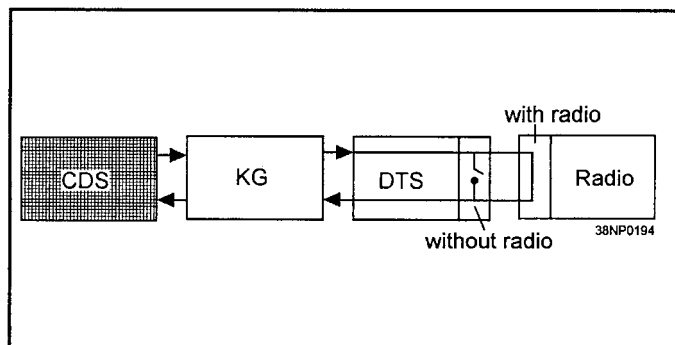 with radio
CDS
KG
DTS
Radio
38NP0194
without radio